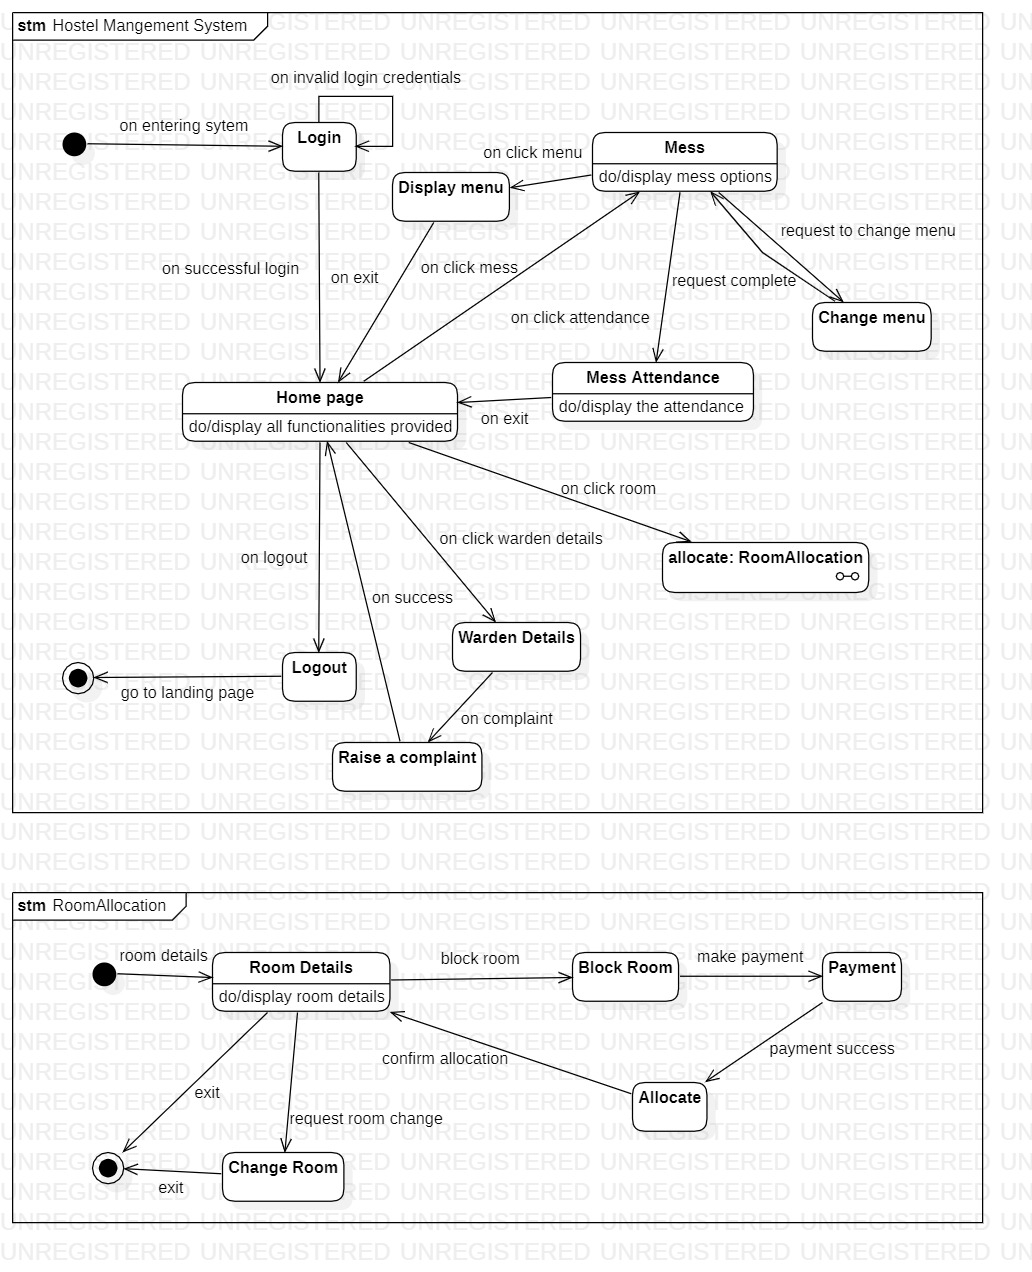 stm Hostel Mangement System
on invalid login credentials
on entering sytem
Login
Mess
do/display mess options
on click menu
Display menu
request to change menu
on successful login
on exit
on click mess
request complete
on click attendance
Change menu
Mess Attendance
do/display the attendance
Home page
do/display all functionalities provided
on exit
on click room
on click warden details
on logout
allocate: RoomAllocation
on success
Warden Details
Logout
go to landing page
on complaint
Raise a complaint
UNREGISTERED UNREGISTERED UNREGISTERED UNREGISTERED UNREGISTERED
stm RoomAllocation
room details
Room Details
do/display room details
block room
Block Room
make payment
Payment
payment success
confirm allocation
Allocate
exit
request room change
Change Room
exit